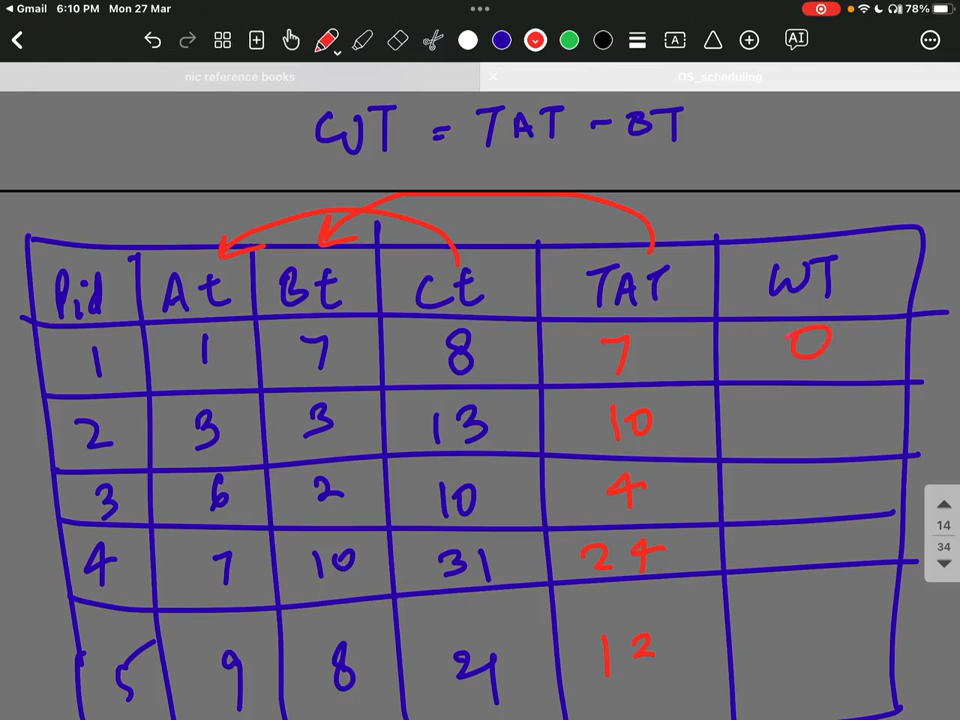 Gmail 6:10 PM Mon 27 Mar 78%
A AI
nic reference books OS_scheduling
WT = TAT - BT
Pid At Bt Ct TAT WT
1 1 7 8 7 0
2 3 3 13 10
3 6 2 10 4
4 7 10 31 24
5 9 8 21 12
14
34